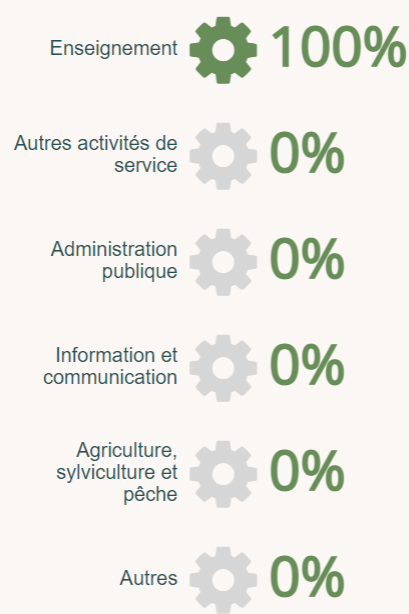 Enseignement 100%
Autres activités de
service
0%
Administration
publique
0%
Information et
communication
0%
Agriculture,
sylviculture et
pêche
0%
Autres 0%